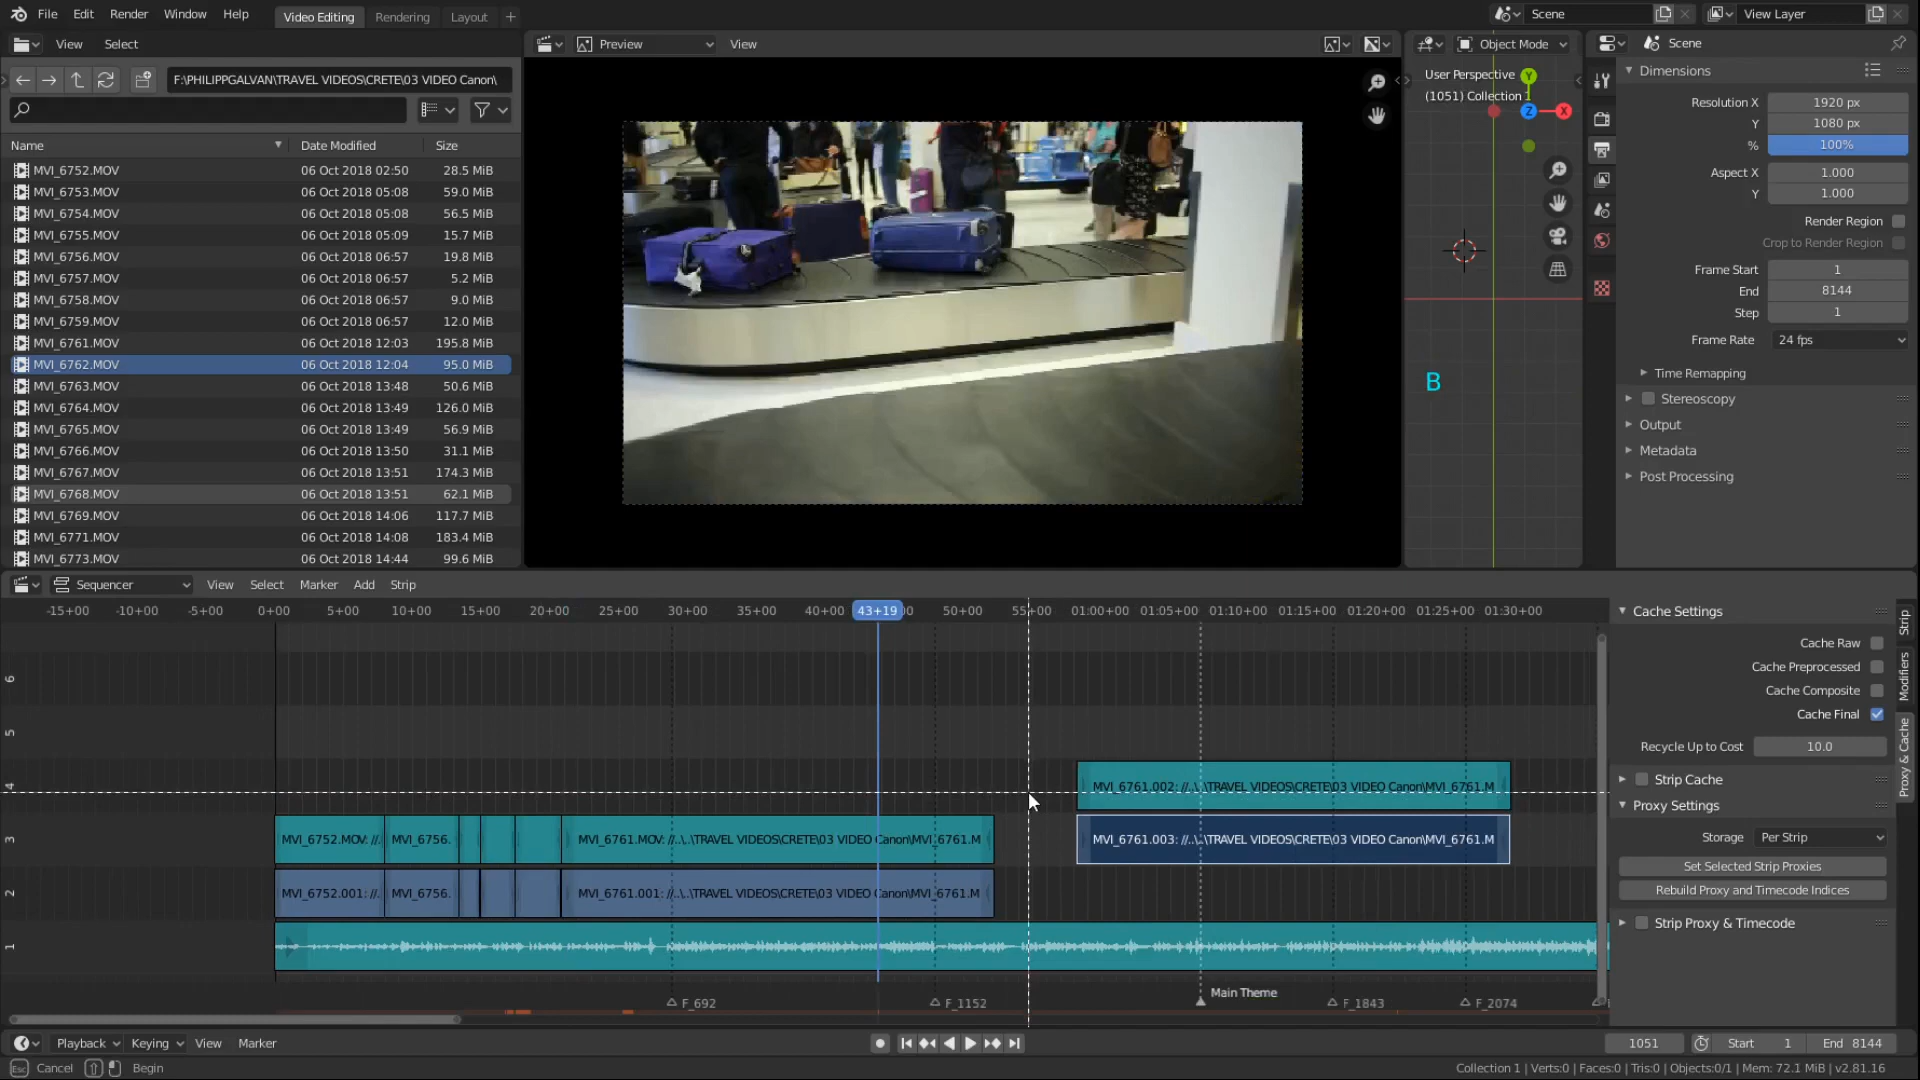 File Edit Render Window Help Video Editing Rendering Layout + Scene View Layer
View Select Preview View Object Mode Scene
F:\PHILIPPGALVAN\TRAVEL VIDEOS\CRETE\03 VIDEO Canon\
User Perspective
(1051) Collection 1
Y
Z
X
Name Date Modified Size
MVI_6752.MOV 06 Oct 2018 02:50 28.5 MiB
MVI_6753.MOV 06 Oct 2018 05:08 59.0 MiB
MVI_6754.MOV 06 Oct 2018 05:08 56.5 MiB
MVI_6755.MOV 06 Oct 2018 05:09 15.7 MiB
MVI_6756.MOV 06 Oct 2018 06:57 19.8 MiB
MVI_6757.MOV 06 Oct 2018 06:57 5.2 MiB
MVI_6758.MOV 06 Oct 2018 06:57 9.0 MiB
MVI_6759.MOV 06 Oct 2018 06:57 12.0 MiB
MVI_6761.MOV 06 Oct 2018 12:03 195.8 MiB
MVI_6762.MOV 06 Oct 2018 12:04 95.0 MiB
MVI_6763.MOV 06 Oct 2018 13:48 50.6 MiB
MVI_6764.MOV 06 Oct 2018 13:49 126.0 MiB
MVI_6765.MOV 06 Oct 2018 13:49 56.9 MiB
MVI_6766.MOV 06 Oct 2018 13:50 31.1 MiB
MVI_6767.MOV 06 Oct 2018 13:51 174.3 MiB
MVI_6768.MOV 06 Oct 2018 13:51 62.1 MiB
MVI_6769.MOV 06 Oct 2018 14:06 117.7 MiB
MVI_6771.MOV 06 Oct 2018 14:08 183.4 MiB
MVI_6773.MOV 06 Oct 2018 14:44 99.6 MiB
B
Dimensions
Resolution X 1920 px
Y 1080 px
% 100%
Aspect X 1.000
Y 1.000
Render Region
Crop to Render Region
Frame Start 1
End 8144
Step 1
Frame Rate 24 fps
Time Remapping
Stereoscopy
Output
Metadata
Post Processing
Sequencer View Select Marker Add Strip
-15+00 -10+00 -5+00 0+00 5+00 10+00 15+00 20+00 25+00 30+00 35+00 40+00 43+19 50+00 55+00 01:00+00 01:05+00 01:10+00 01:15+00 01:20+00 01:25+00 01:30+00
6
5
4 MVI_6761.002: //..\..\TRAVEL VIDEOS\CRETE\03 VIDEO Canon\MVI_6761.M
3 MVI_6752.MOV: //. MVI_6756. MVI_6761.MOV: //..\..\TRAVEL VIDEOS\CRETE\03 VIDEO Canon\MVI_6761.M MVI_6761.003: //..\..\TRAVEL VIDEOS\CRETE\03 VIDEO Canon\MVI_6761.M
2 MVI_6752.001: //. MVI_6756. MVI_6761.001: //..\..\TRAVEL VIDEOS\CRETE\03 VIDEO Canon\MVI_6761.M
1
F_692 F_1152 Main Theme F_1843 F_2074
Cache Settings
Cache Raw
Cache Preprocessed
Cache Composite
Cache Final
Recycle Up to Cost 10.0
Strip Cache
Proxy Settings
Storage Per Strip
Set Selected Strip Proxies
Rebuild Proxy and Timecode Indices
Strip Proxy & Timecode
Strip
Modifiers
Proxy & Cache
Playback Keying View Marker 1051 Start 1 End 8144
Esc Cancel Begin Collection 1 | Verts:0 | Faces:0 | Tris:0 | Objects:0/1 | Mem: 72.1 MiB | v2.81.16